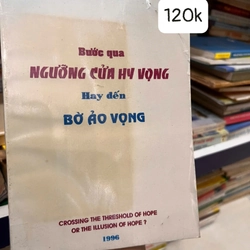 120k
Bước qua
NGƯỠNG CỬA HY VỌNG
Hay đến
BỜ ẢO VỌNG
CROSSING THE THRESHOLD OF HOPE
OR THE ILLUSION OF HOPE ?
1996